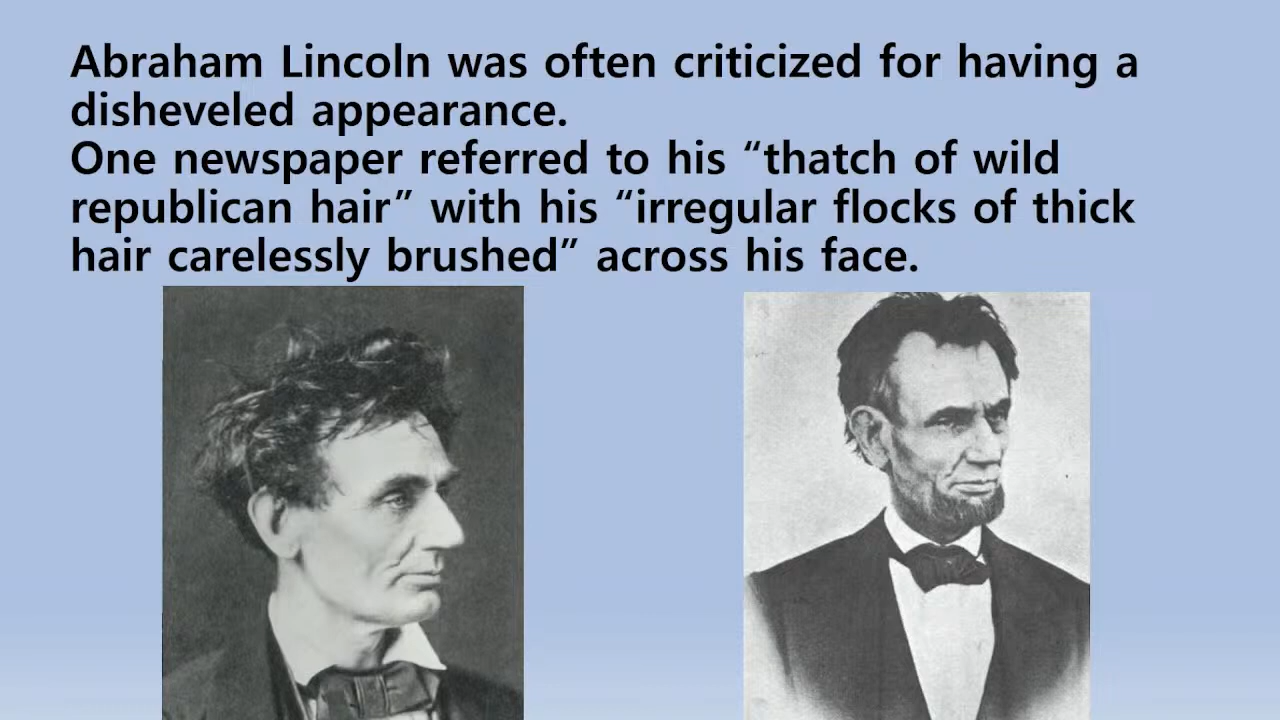 Abraham Lincoln was often criticized for having a
disheveled appearance.
One newspaper referred to his “thatch of wild
republican hair” with his “irregular flocks of thick
hair carelessly brushed” across his face.